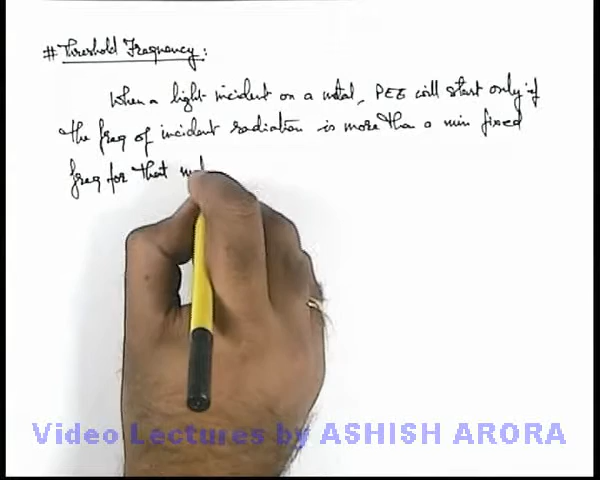 # Threshold Frequency :
When a light incident on a metal, PEE will start only if
the freq of incident radiation is more than a min fixed
freq for that
Video Lectures by ASHISH ARORA